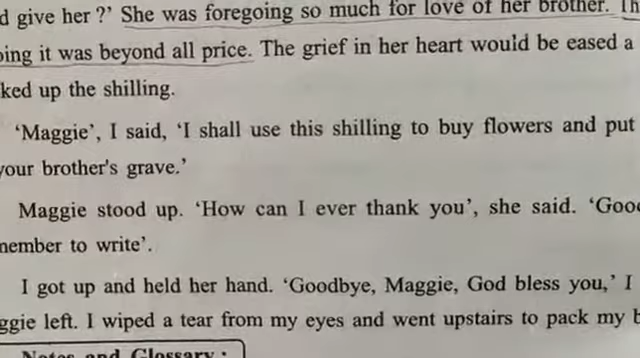 d give her ?’ She was foregoing so much for love of her brother. Th
oing it was beyond all price. The grief in her heart would be eased a
ked up the shilling.
‘Maggie’, I said, ‘I shall use this shilling to buy flowers and put
your brother's grave.’
Maggie stood up. ‘How can I ever thank you’, she said. ‘Good
member to write’.
I got up and held her hand. ‘Goodbye, Maggie, God bless you,’ I
ggie left. I wiped a tear from my eyes and went upstairs to pack my b
Notes and Glossary :